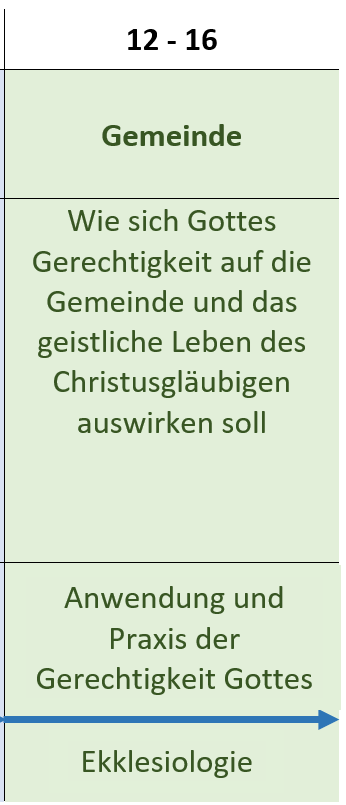 12 - 16
Gemeinde
Wie sich Gottes
Gerechtigkeit auf die
Gemeinde und das
geistliche Leben des
Christusgläubigen
auswirken soll
Anwendung und
Praxis der
Gerechtigkeit Gottes
Ekklesiologie